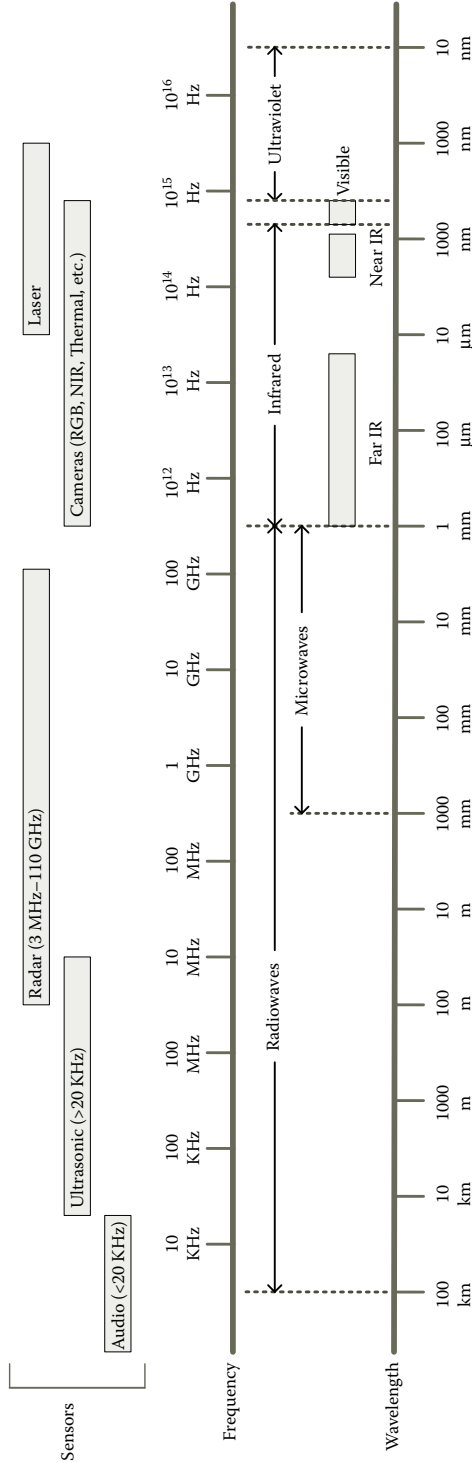 Sensors
Radar (3 MHz–110 GHz) Laser
Ultrasonic (>20 KHz) Cameras (RGB, NIR, Thermal, etc.)
Audio (<20 KHz)
10 100 100 10 100 1 10 100 10¹² 10¹³ 10¹⁴ 10¹⁵ 10¹⁶
KHz KHz MHz MHz MHz GHz GHz GHz Hz Hz Hz Hz Hz
Frequency
Radiowaves Infrared Ultraviolet
Microwaves
Visible
Far IR Near IR
Wavelength
100 10 1000 100 10 1000 100 10 1 100 10 1000 1000 10
km km m m m mm mm mm mm µm µm nm nm nm